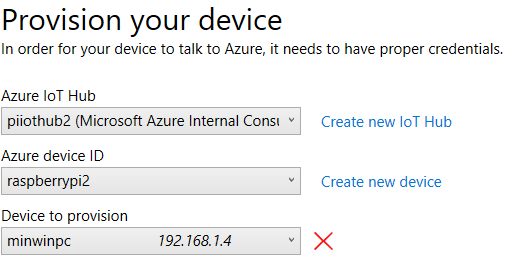 Provision your device
In order for your device to talk to Azure, it needs to have proper credentials.
Azure IoT Hub
piiothub2 (Microsoft Azure Internal Consu Create new IoT Hub
Azure device ID
raspberrypi2 Create new device
Device to provision
minwinpc 192.168.1.4